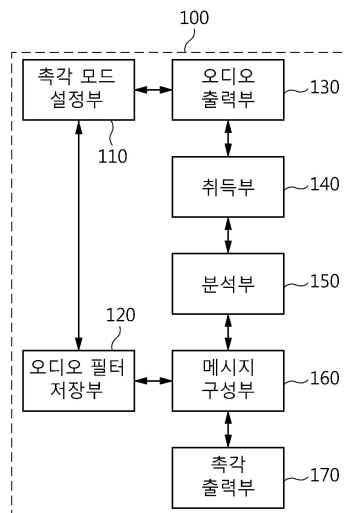 100
촉각 모드
설정부
110
오디오
출력부
130
취득부
140
분석부
150
120
오디오 필터
저장부
메시지
구성부
160
촉각
출력부
170